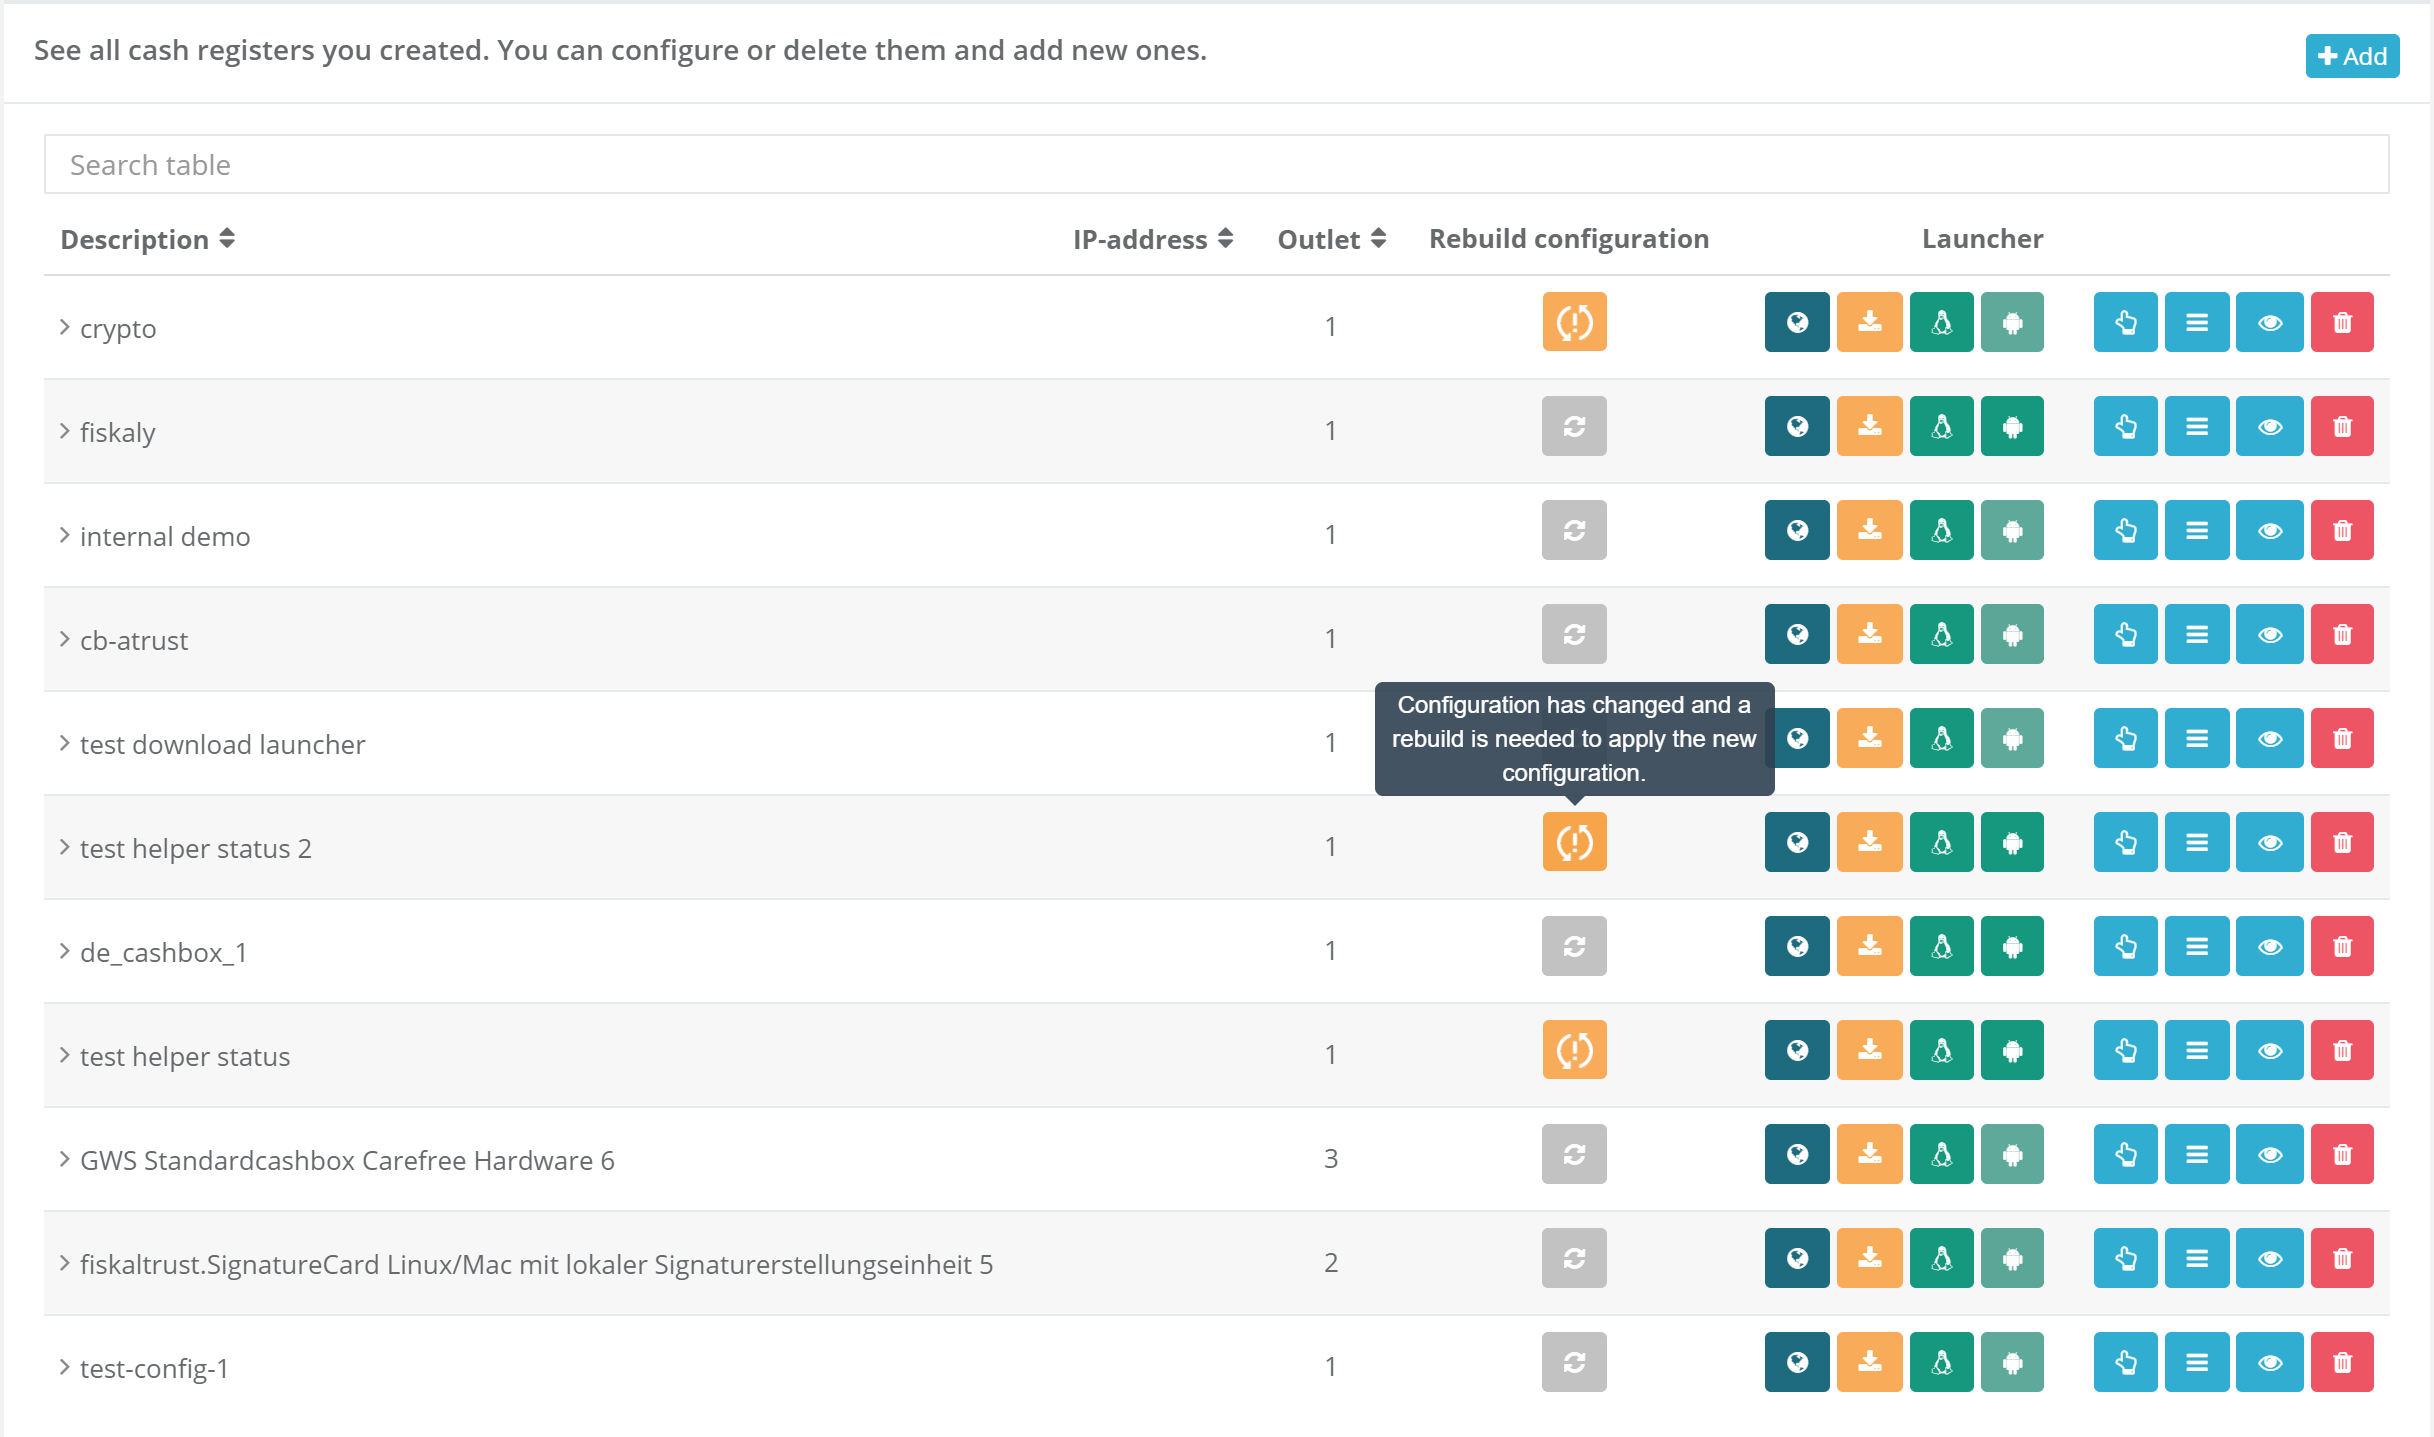 See all cash registers you created. You can configure or delete them and add new ones.
Add
Search table
Description IP-address Outlet Rebuild configuration Launcher
crypto 1
fiskaly 1
internal demo 1
cb-atrust 1
Configuration has changed and a
rebuild is needed to apply the new
configuration.
test download launcher 1
test helper status 2 1
de_cashbox_1 1
test helper status 1
GWS Standardcashbox Carefree Hardware 6 3
fiskaltrust.SignatureCard Linux/Mac mit lokaler Signaturerstellungseinheit 5 2
test-config-1 1